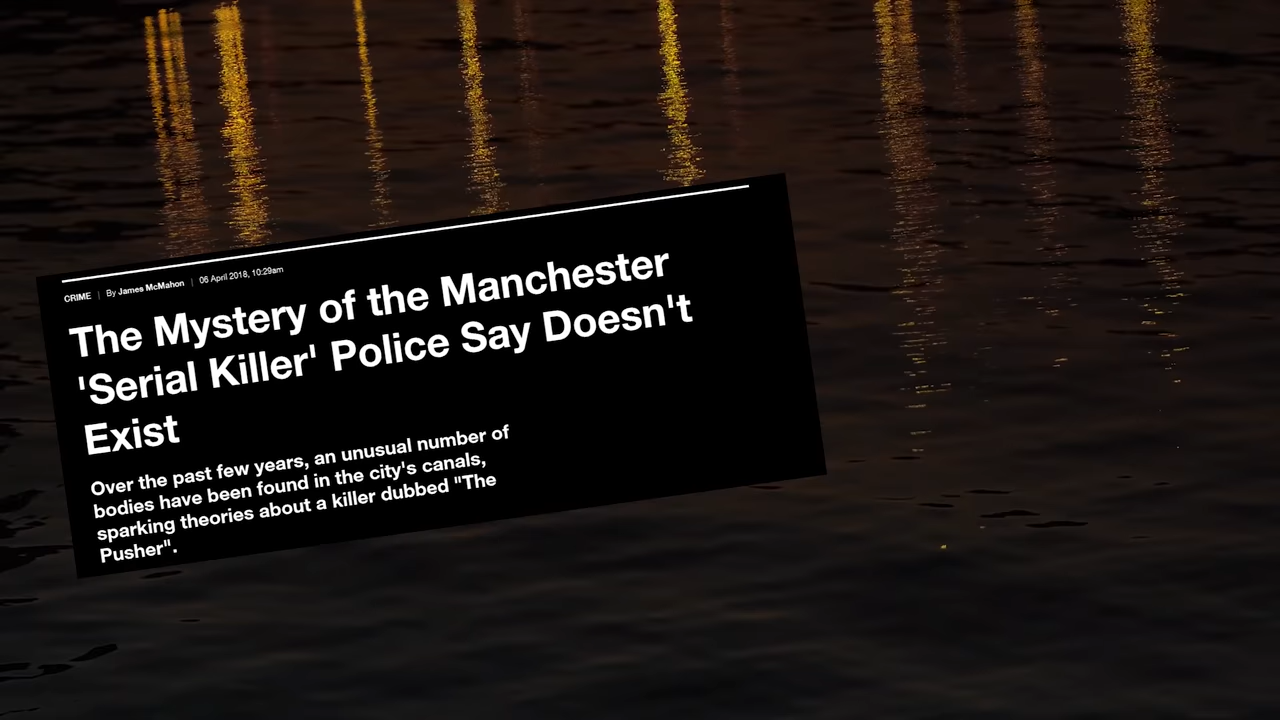 CRIME | By James McMahon | 06 April 2018, 10:29am
The Mystery of the Manchester
'Serial Killer' Police Say Doesn't
Exist
Over the past few years, an unusual number of
bodies have been found in the city's canals,
sparking theories about a killer dubbed "The
Pusher".